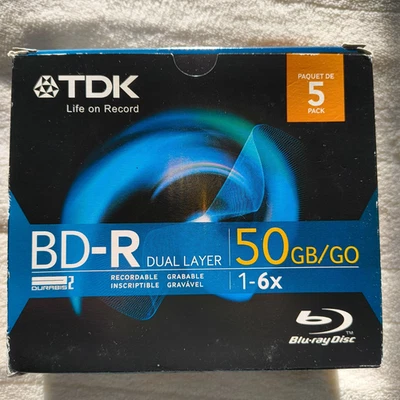 TDK
Life on Record
PAQUET DE
5
PACK
BD-R DUAL LAYER
50GB/GO
DURABIS 2
RECORDABLE GRABABLE
INSCRIPTIBLE GRAVÁVEL
1-6x
Blu-ray Disc™